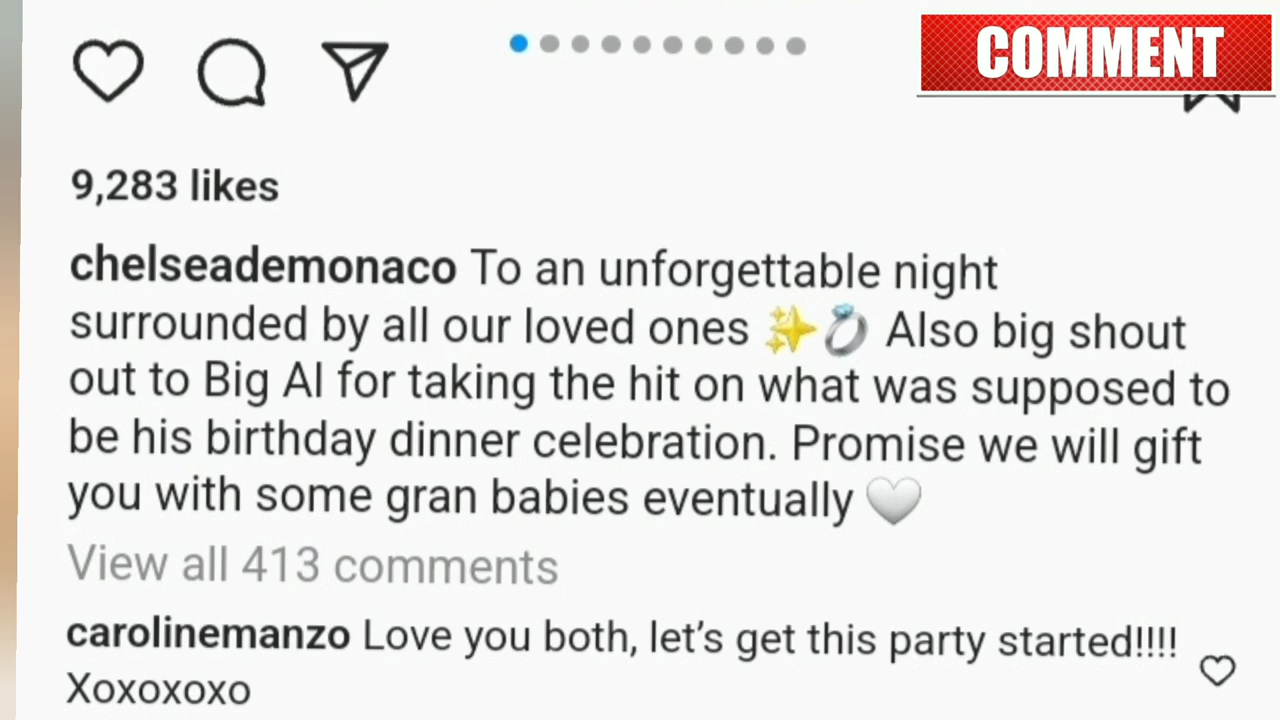 COMMENT
9,283 likes
chelseademonaco To an unforgettable night
surrounded by all our loved ones ✨💍 Also big shout
out to Big Al for taking the hit on what was supposed to
be his birthday dinner celebration. Promise we will gift
you with some gran babies eventually 🤍
View all 413 comments
carolinemanzo Love you both, let’s get this party started!!!!
Xoxoxoxo